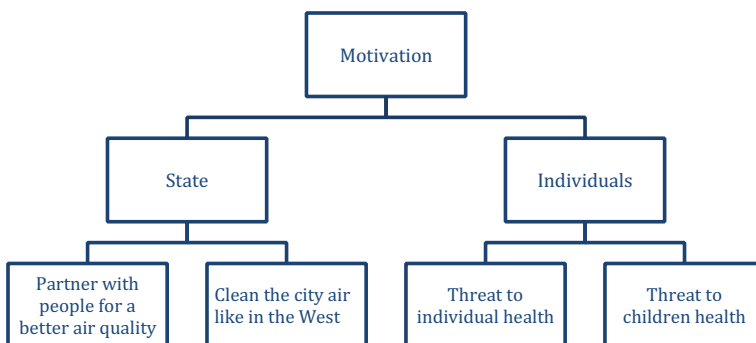 Motivation
State
Individuals
Partner with
people for a
better air quality
Clean the city air
like in the West
Threat to
individual health
Threat to
children health